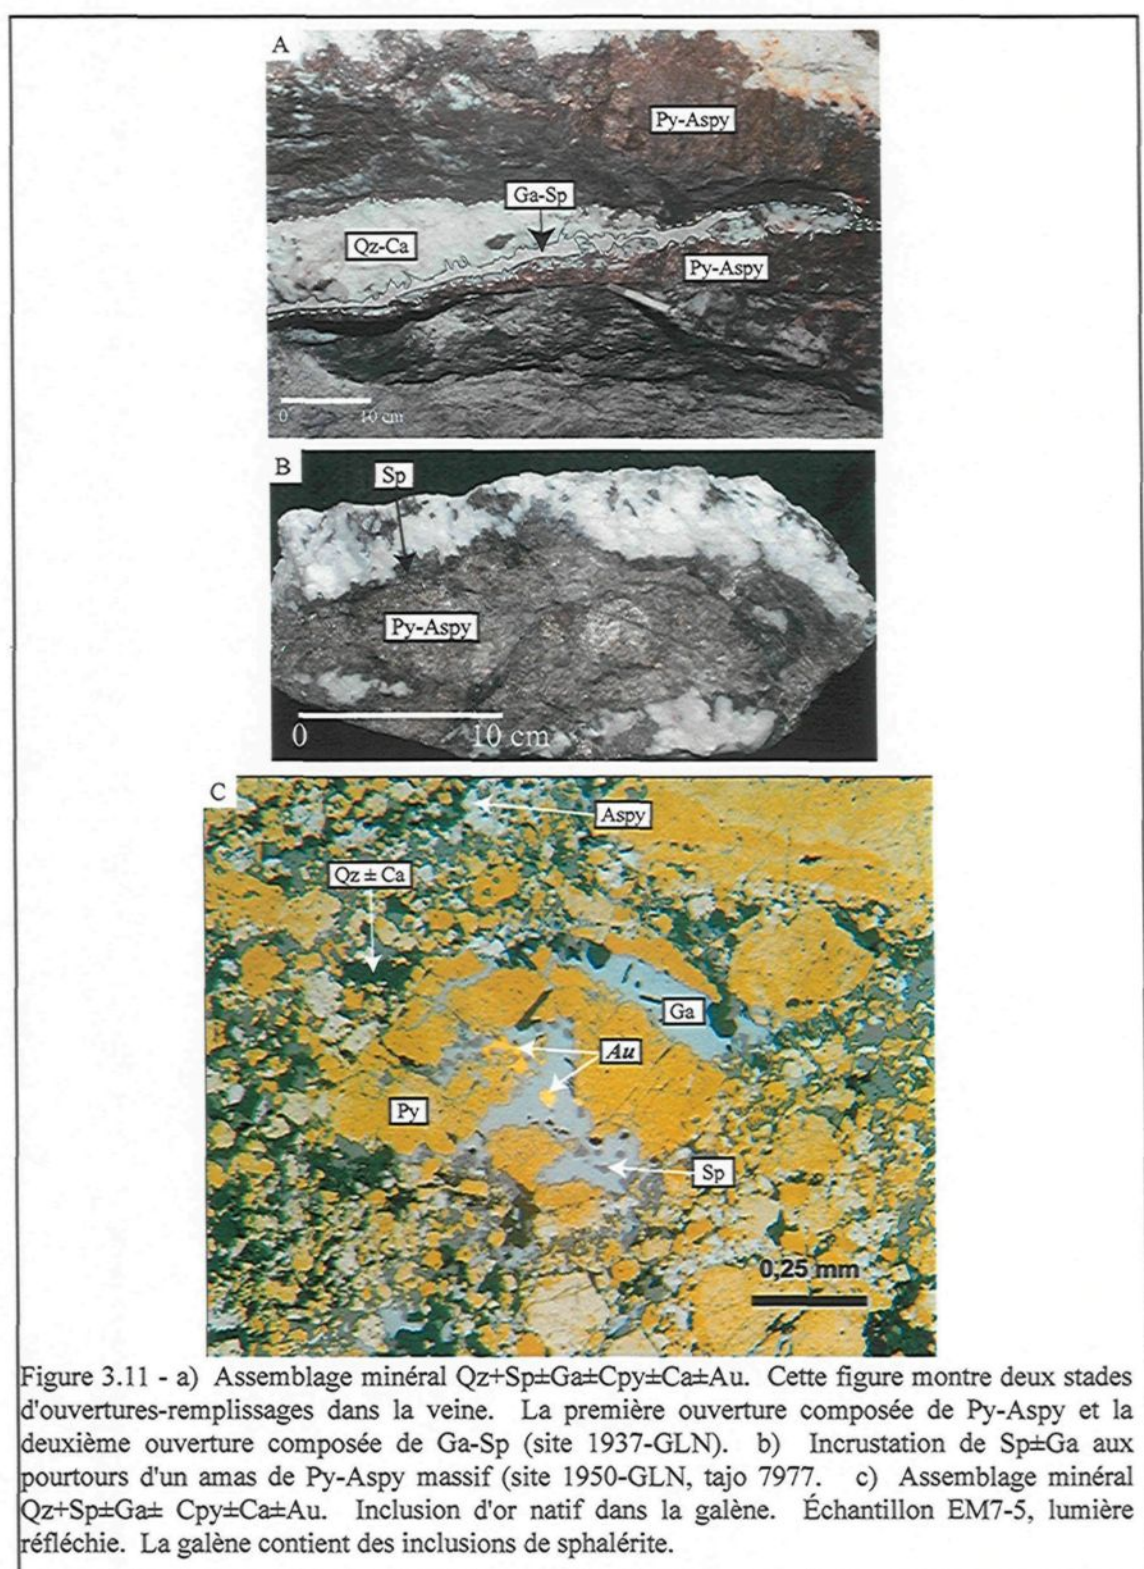 A
Py-Aspy
Ga-Sp
Qz-Ca
Py-Aspy
0 10 cm
B
Sp
Py-Aspy
0 10 cm
C
Aspy
Qz ± Ca
Ga
Au
Py
Sp
0,25 mm
Figure 3.11 - a) Assemblage minéral Qz+Sp±Ga±Cpy±Ca±Au. Cette figure montre deux stades
d'ouvertures-remplissages dans la veine. La première ouverture composée de Py-Aspy et la
deuxième ouverture composée de Ga-Sp (site 1937-GLN). b) Incrustation de Sp±Ga aux
pourtours d'un amas de Py-Aspy massif (site 1950-GLN, tajo 7977. c) Assemblage minéral
Qz+Sp±Ga± Cpy±Ca±Au. Inclusion d'or natif dans la galène. Échantillon EM7-5, lumière
réfléchie. La galène contient des inclusions de sphalérite.